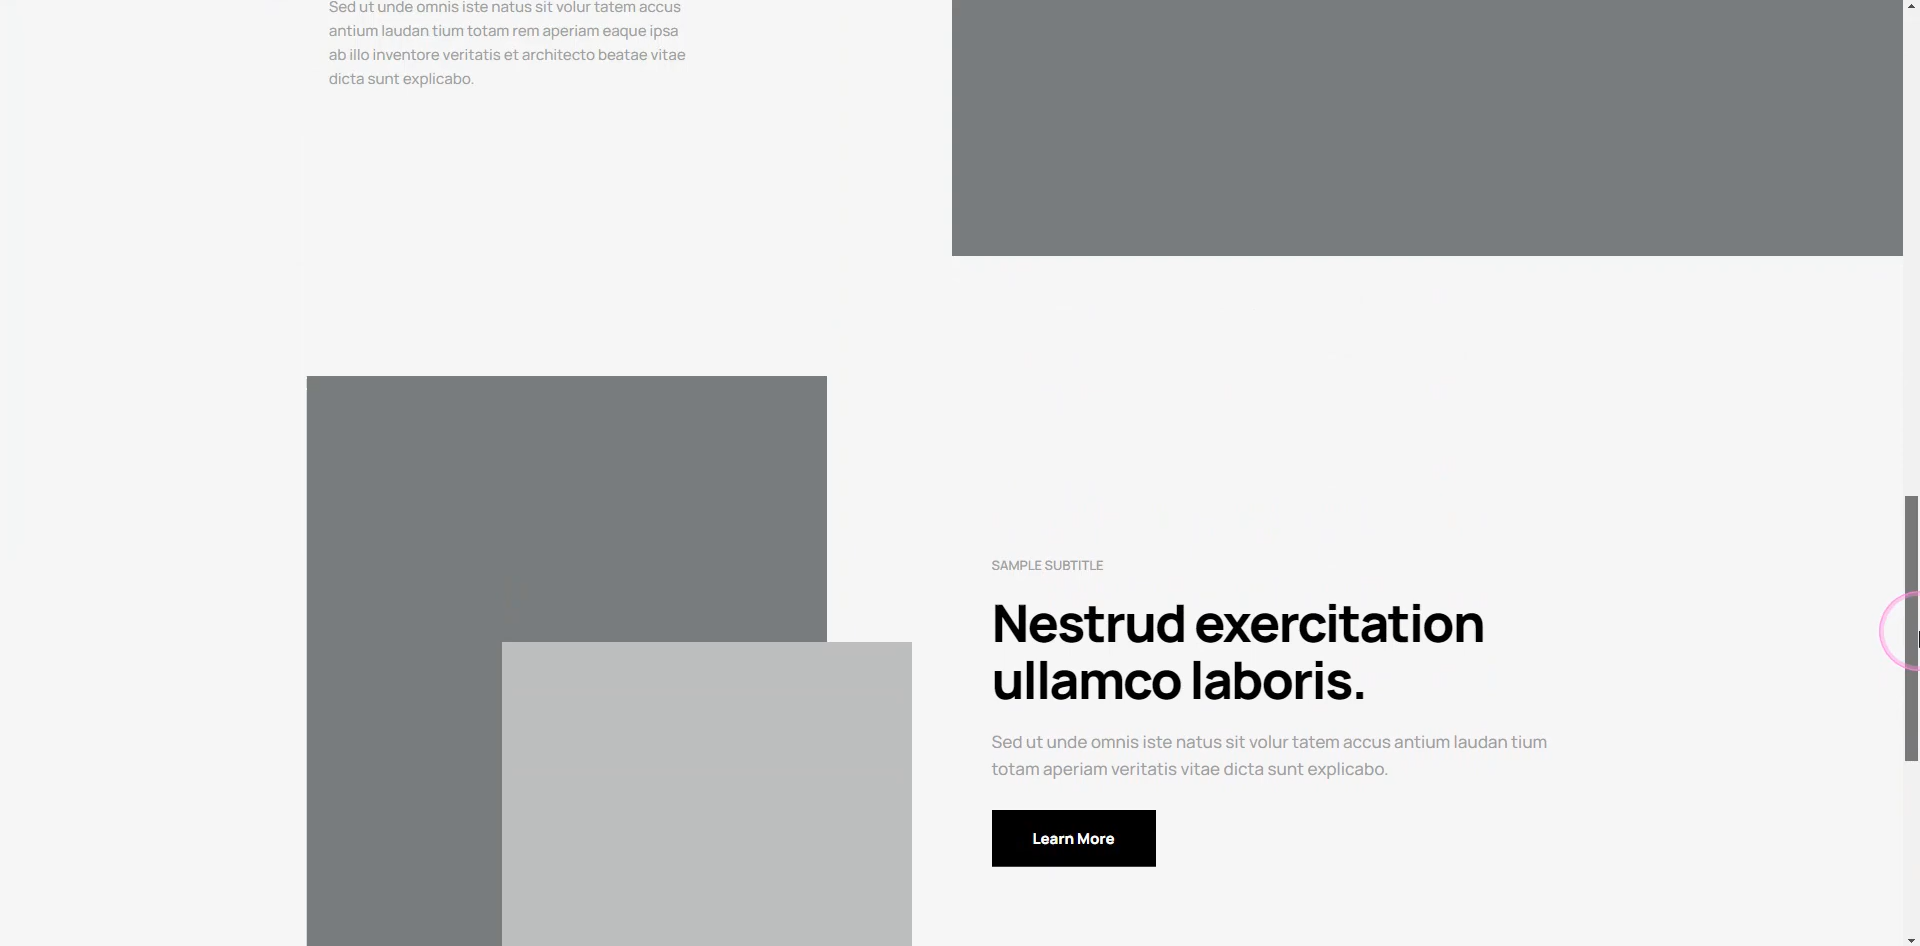 Sed ut unde omnis iste natus sit volur tatem accus
antium laudan tium totam rem aperiam eaque ipsa
ab illo inventore veritatis et architecto beatae vitae
dicta sunt explicabo.
SAMPLE SUBTITLE
Nestrud exercitation
ullamco laboris.
Sed ut unde omnis iste natus sit volur tatem accus antium laudan tium
totam aperiam veritatis vitae dicta sunt explicabo.
Learn More